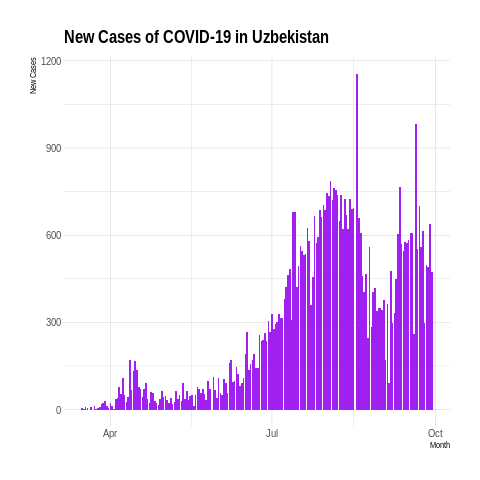 New Cases of COVID-19 in Uzbekistan
New Cases
1200
900
600
300
0
Apr
Jul
Oct
Month